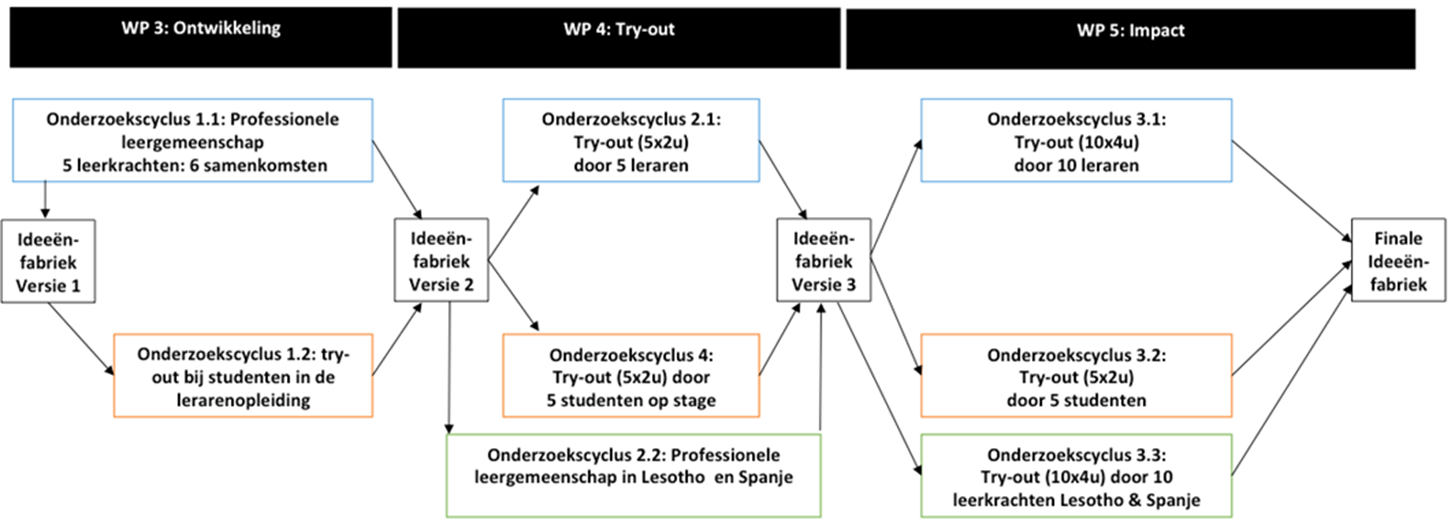 WP 3: Ontwikkeling
WP 4: Try-out
WP 5: Impact
Onderzoekscyclus 1.1: Professionele
leergemeenschap
5 leerkrachten: 6 samenkomsten
Onderzoekscyclus 2.1:
Try-out (5x2u)
door 5 leraren
Onderzoekscyclus 3.1:
Try-out (10x4u)
door 10 leraren
Ideeën-
fabriek
Versie 1
Ideeën-
fabriek
Versie 2
Ideeën-
fabriek
Versie 3
Finale
Ideeën-
fabriek
Onderzoekscyclus 1.2: try-
out bij studenten in de
lerarenopleiding
Onderzoekscyclus 4:
Try-out (5x2u) door
5 studenten op stage
Onderzoekscyclus 3.2:
Try-out (5x2u)
door 5 studenten
Onderzoekscyclus 2.2: Professionele
leergemeenschap in Lesotho en Spanje
Onderzoekscyclus 3.3:
Try-out (10x4u) door 10
leerkrachten Lesotho & Spanje